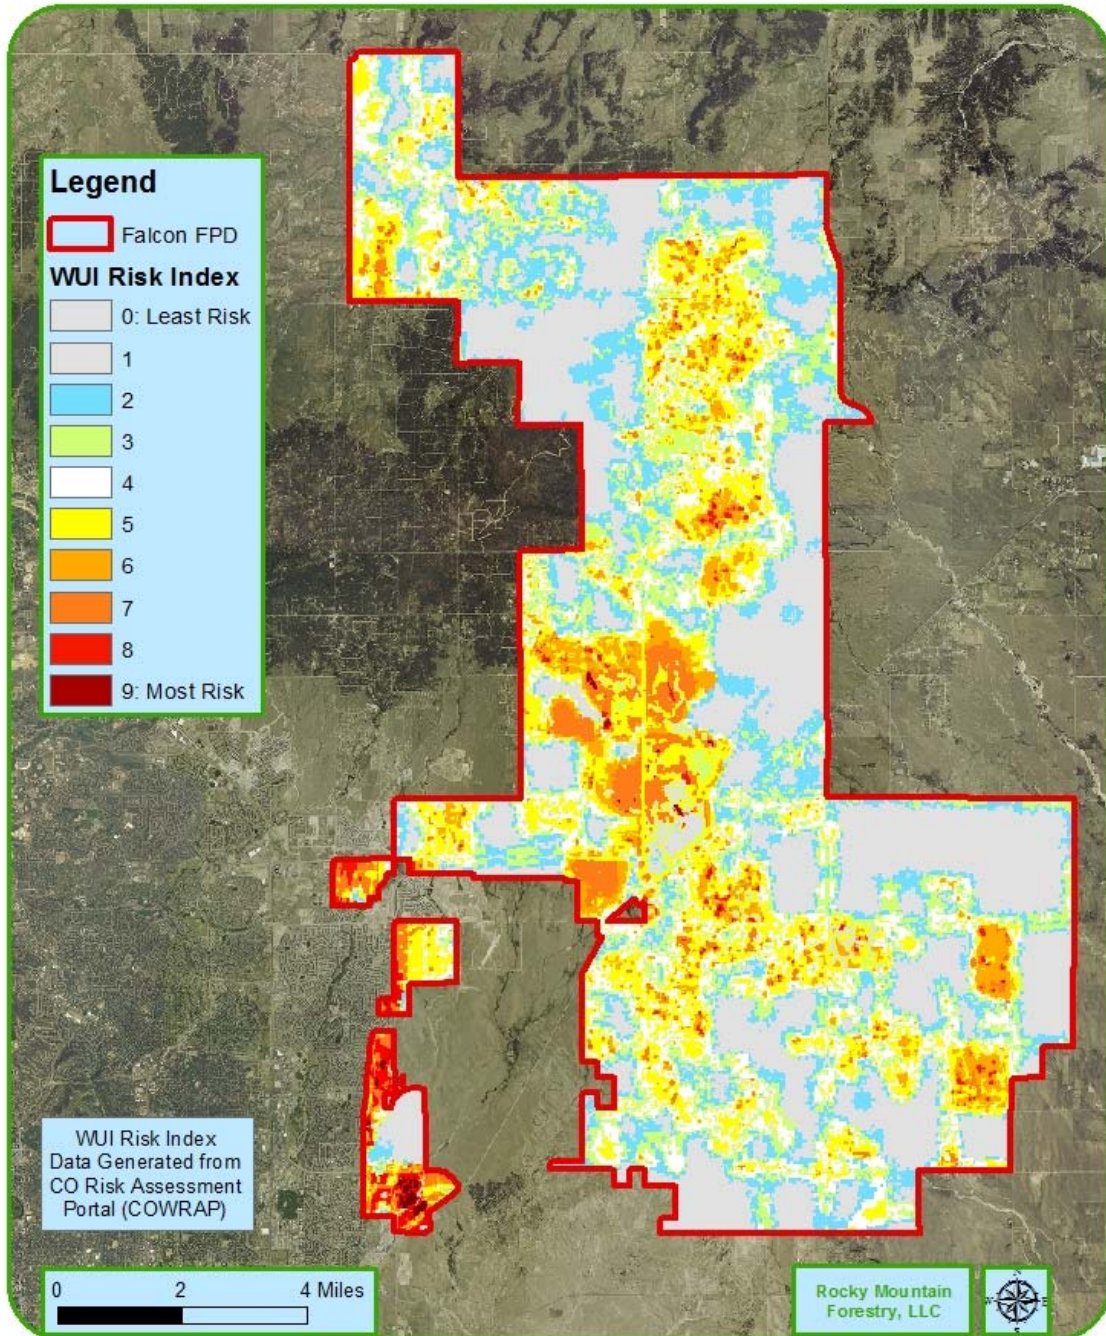 Legend
Falcon FPD
WUI Risk Index
0: Least Risk
1
2
3
4
5
6
7
8
9: Most Risk
WUI Risk Index
Data Generated from
CO Risk Assessment
Portal (COWRAP)
0 2 4 Miles
Rocky Mountain
Forestry, LLC
N
W E
S